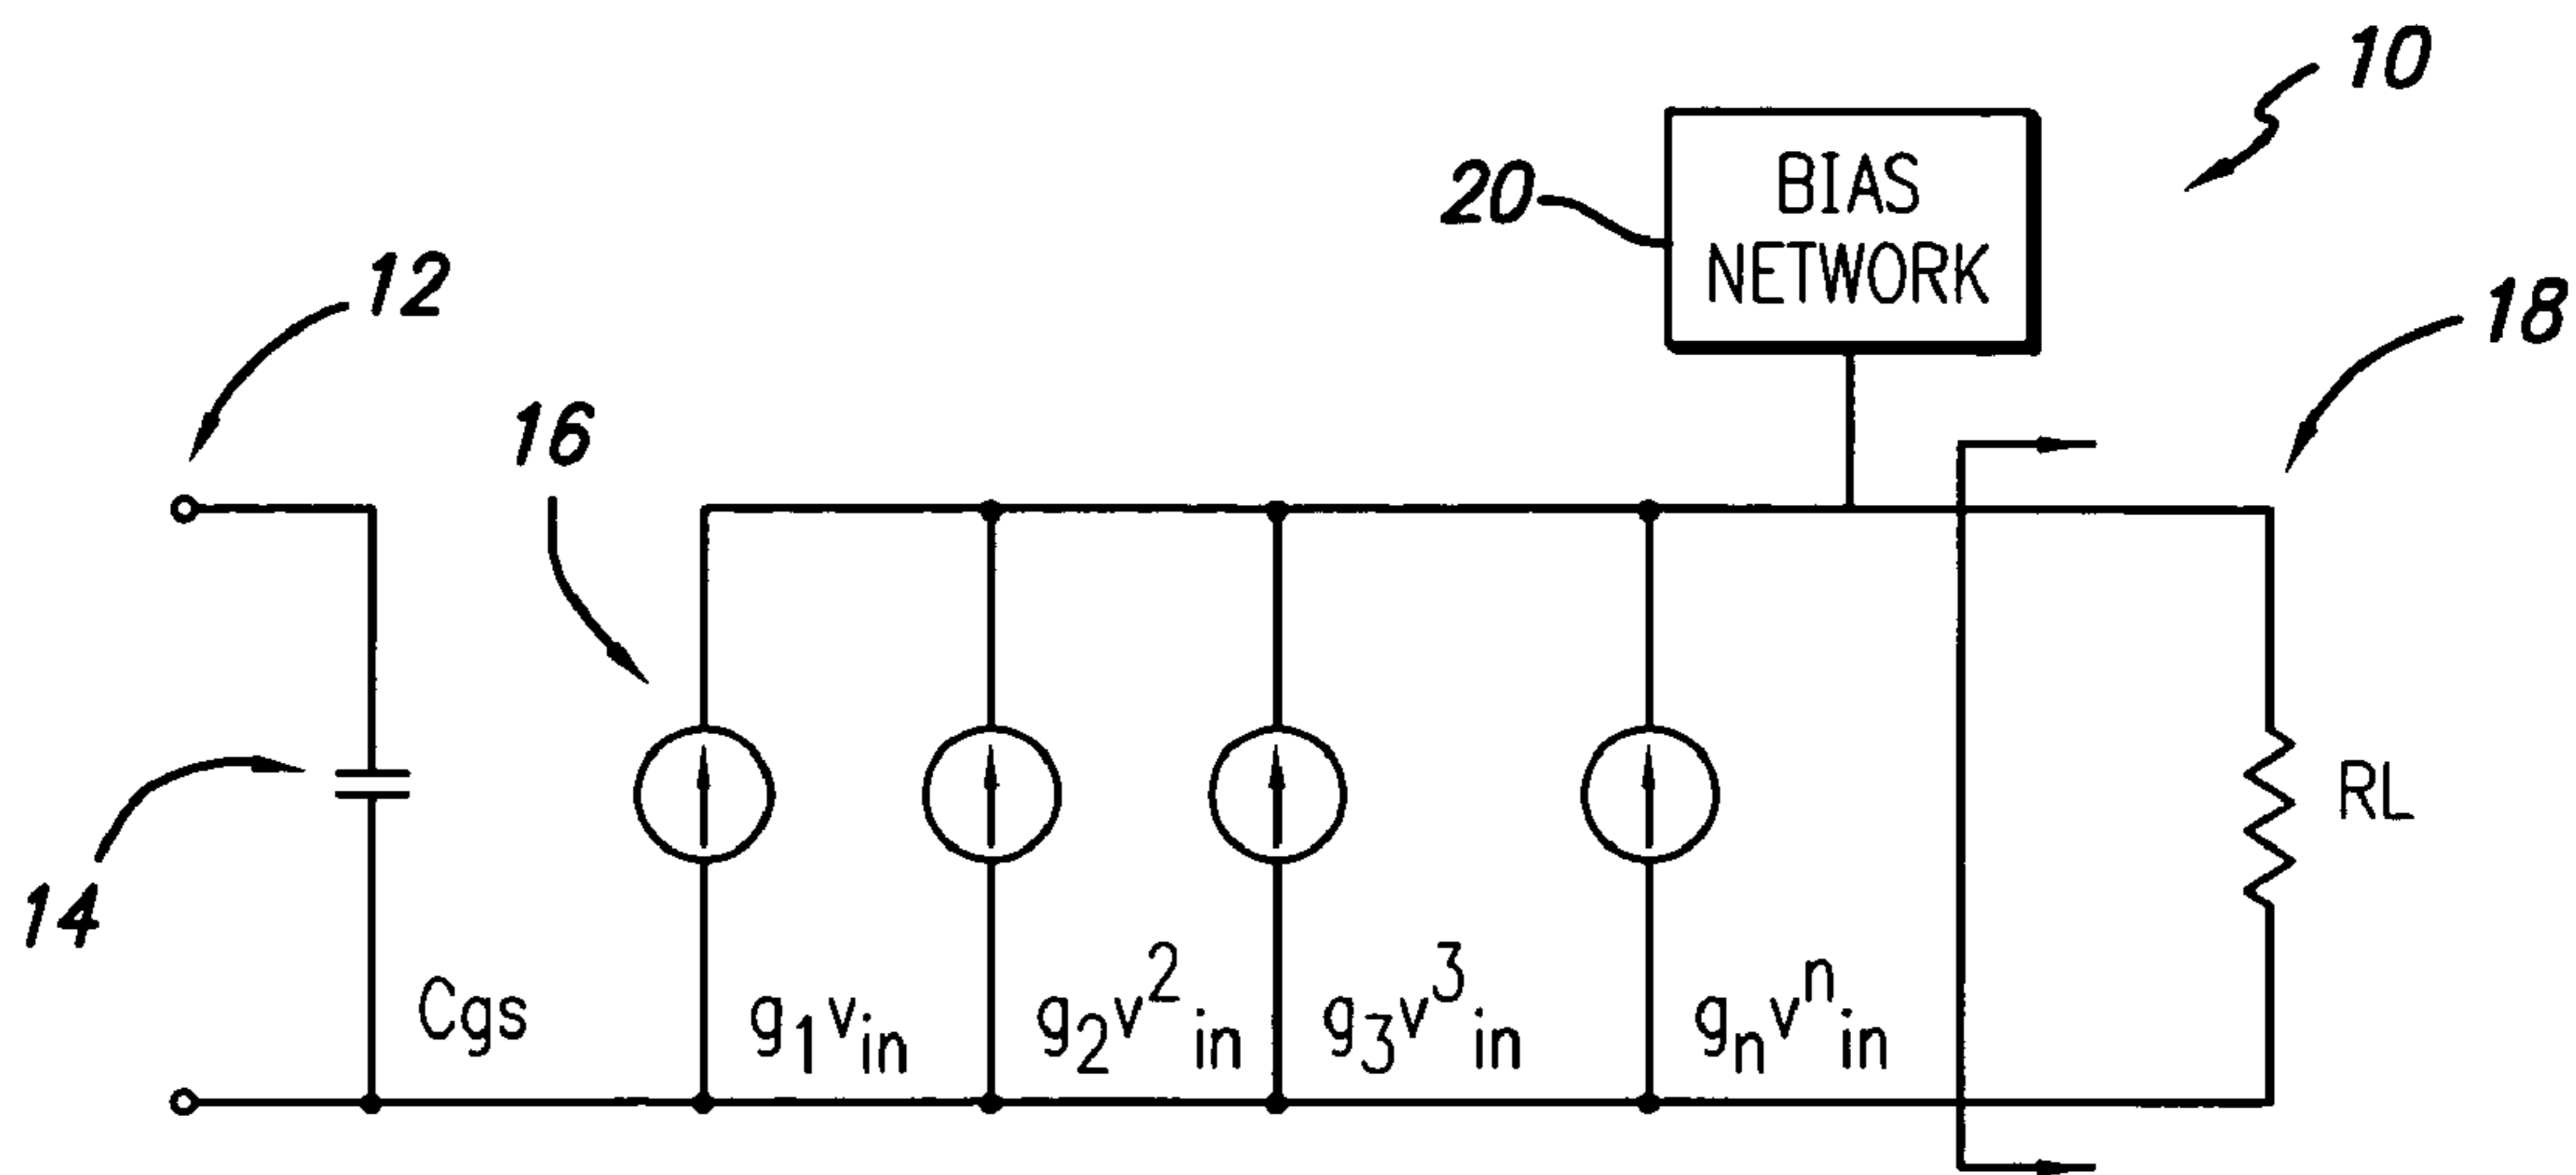 10
BIAS
NETWORK
20
12
18
16
14
RL
Cgs
g₁vᵢₙ
g₂v²ᵢₙ
g₃v³ᵢₙ
gₙvⁿᵢₙ